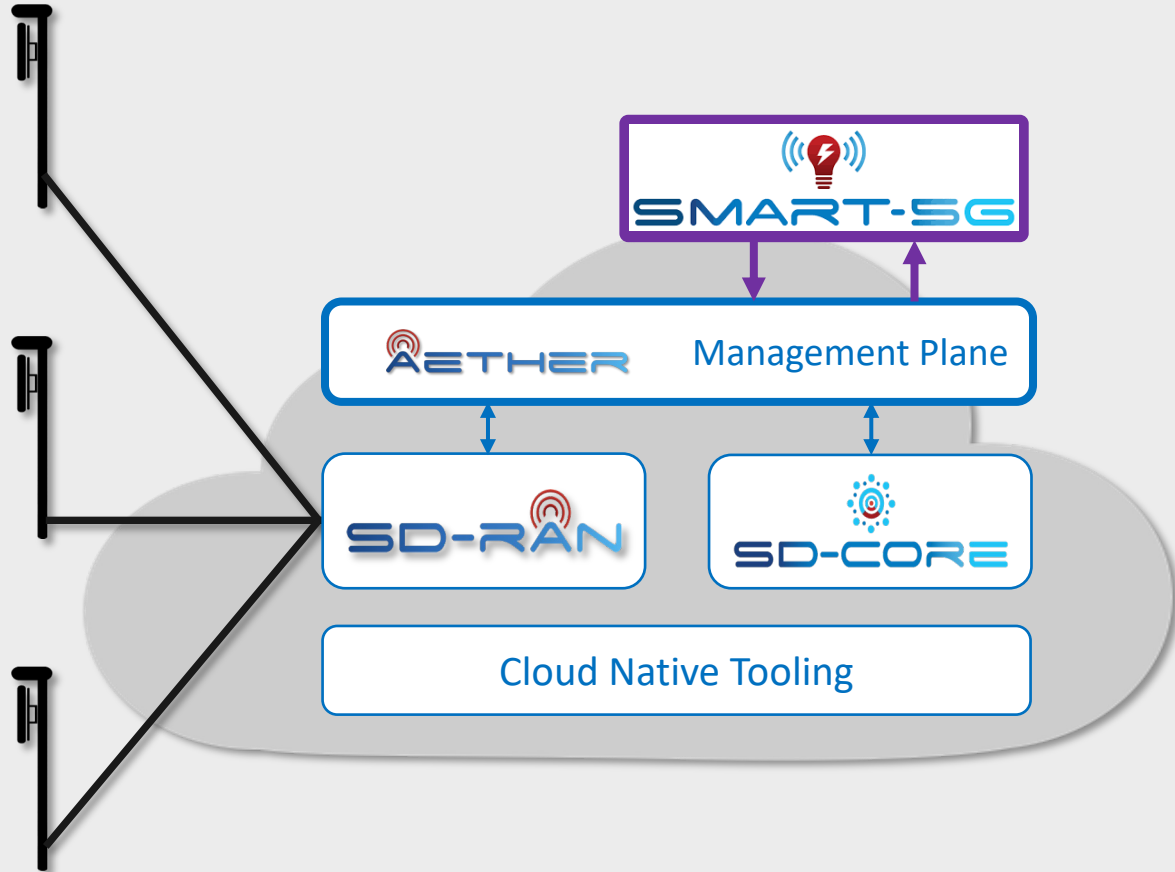 SMART-5G
AETHER Management Plane
SD-RAN
SD-CORE
Cloud Native Tooling